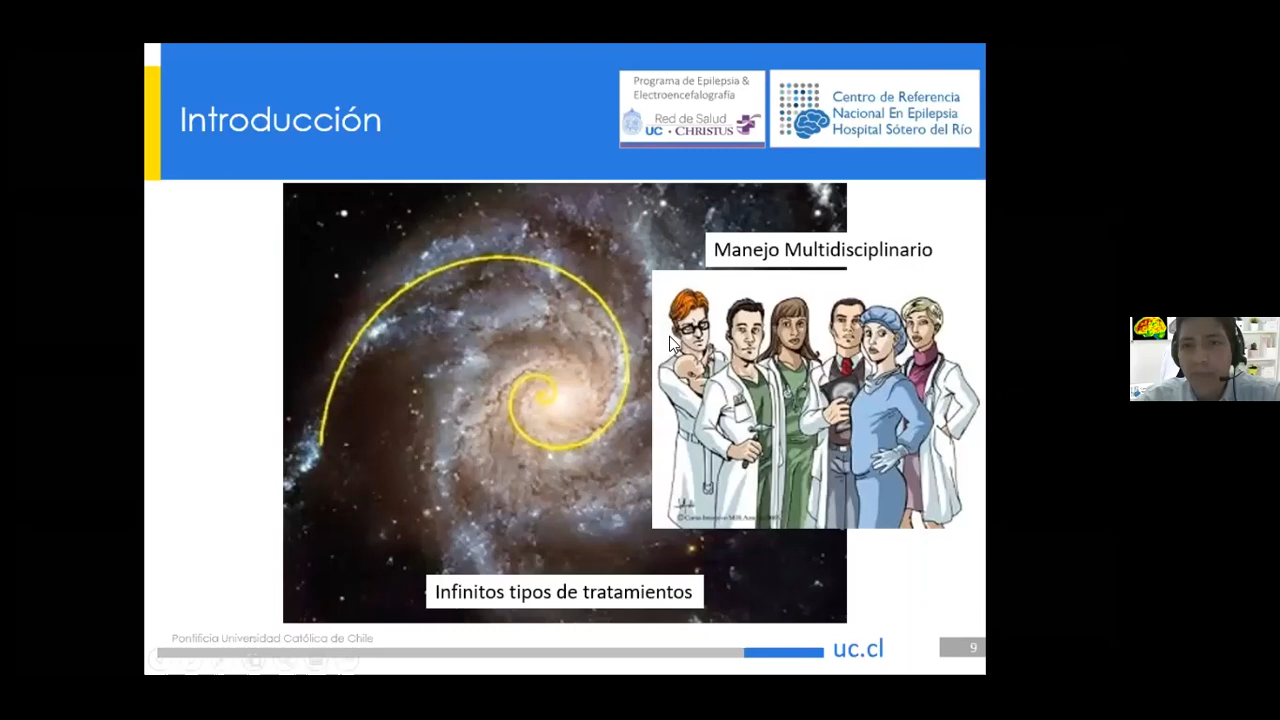 Introducción
Programa de Epilepsia &
Electroencefalografía
Red de Salud
UC · CHRISTUS
Centro de Referencia
Nacional En Epilepsia
Hospital Sótero del Río
Manejo Multidisciplinario
Infinitos tipos de tratamientos
Pontificia Universidad Católica de Chile
uc.cl
9